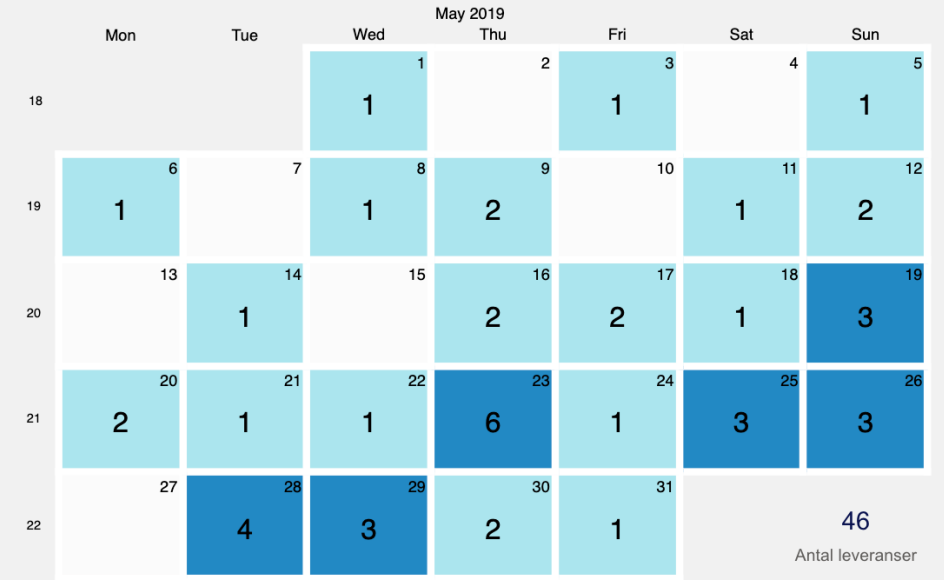 May 2019
Mon Tue Wed Thu Fri Sat Sun
18
1 2 3 4 5
1 1 1
19
6 7 8 9 10 11 12
1 1 2 1 2
20
13 14 15 16 17 18 19
1 2 2 1 3
21
20 21 22 23 24 25 26
2 1 1 6 1 3 3
22
27 28 29 30 31
4 3 2 1
46
Antal leveranser